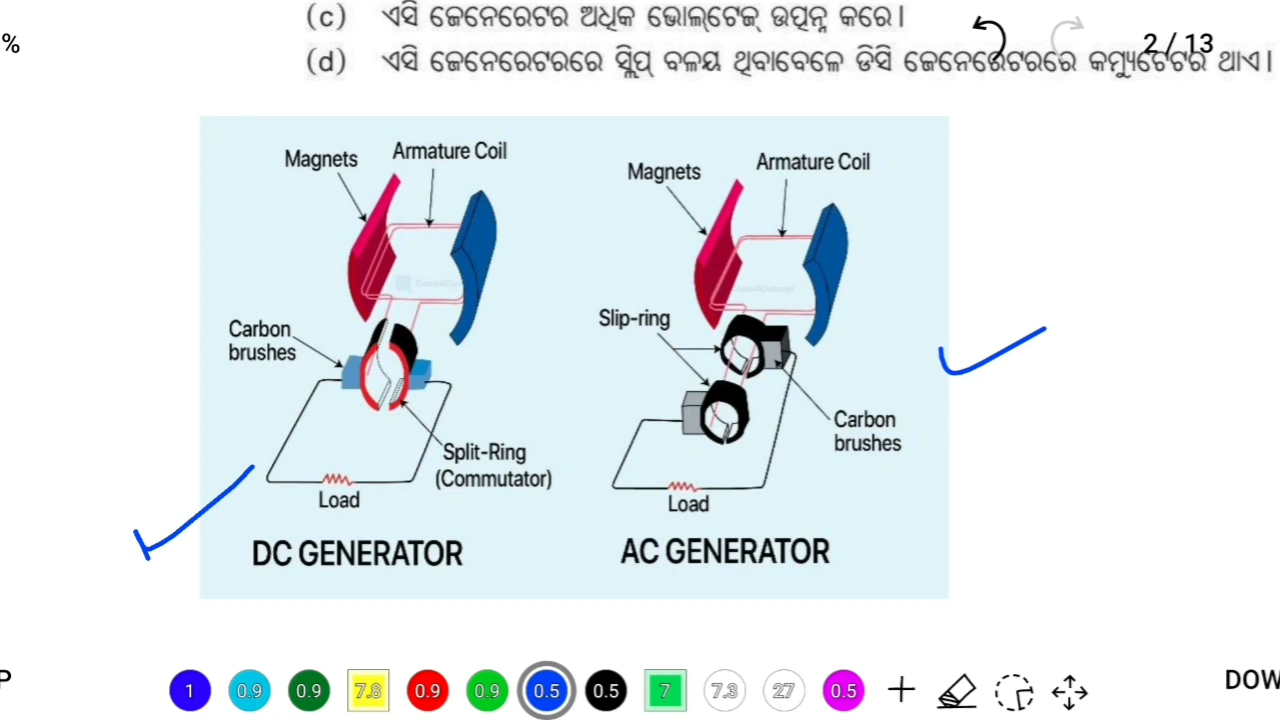 (c) ଏସି ଜେନେରେଟର ଅଧିକ ଭୋଲ୍‌ଟେଜ୍ ଉତ୍ପନ୍ନ କରେ।
%
2 / 13
(d) ଏସି ଜେନେରେଟରରେ ସ୍ଲିପ୍ ବଳୟ ଥିବାବେଳେ ଡିସି ଜେନେରେଟରରେ କମ୍ୟୁଟେଟର ଥାଏ।
Magnets
Armature Coil
Carbon
brushes
Split-Ring
(Commutator)
Load
DC GENERATOR
Magnets
Armature Coil
Slip-ring
Carbon
brushes
Load
AC GENERATOR
P
1 0.9 0.9 7.8 0.9 0.9 0.5 0.5 7 7.3 27 0.5
DOW